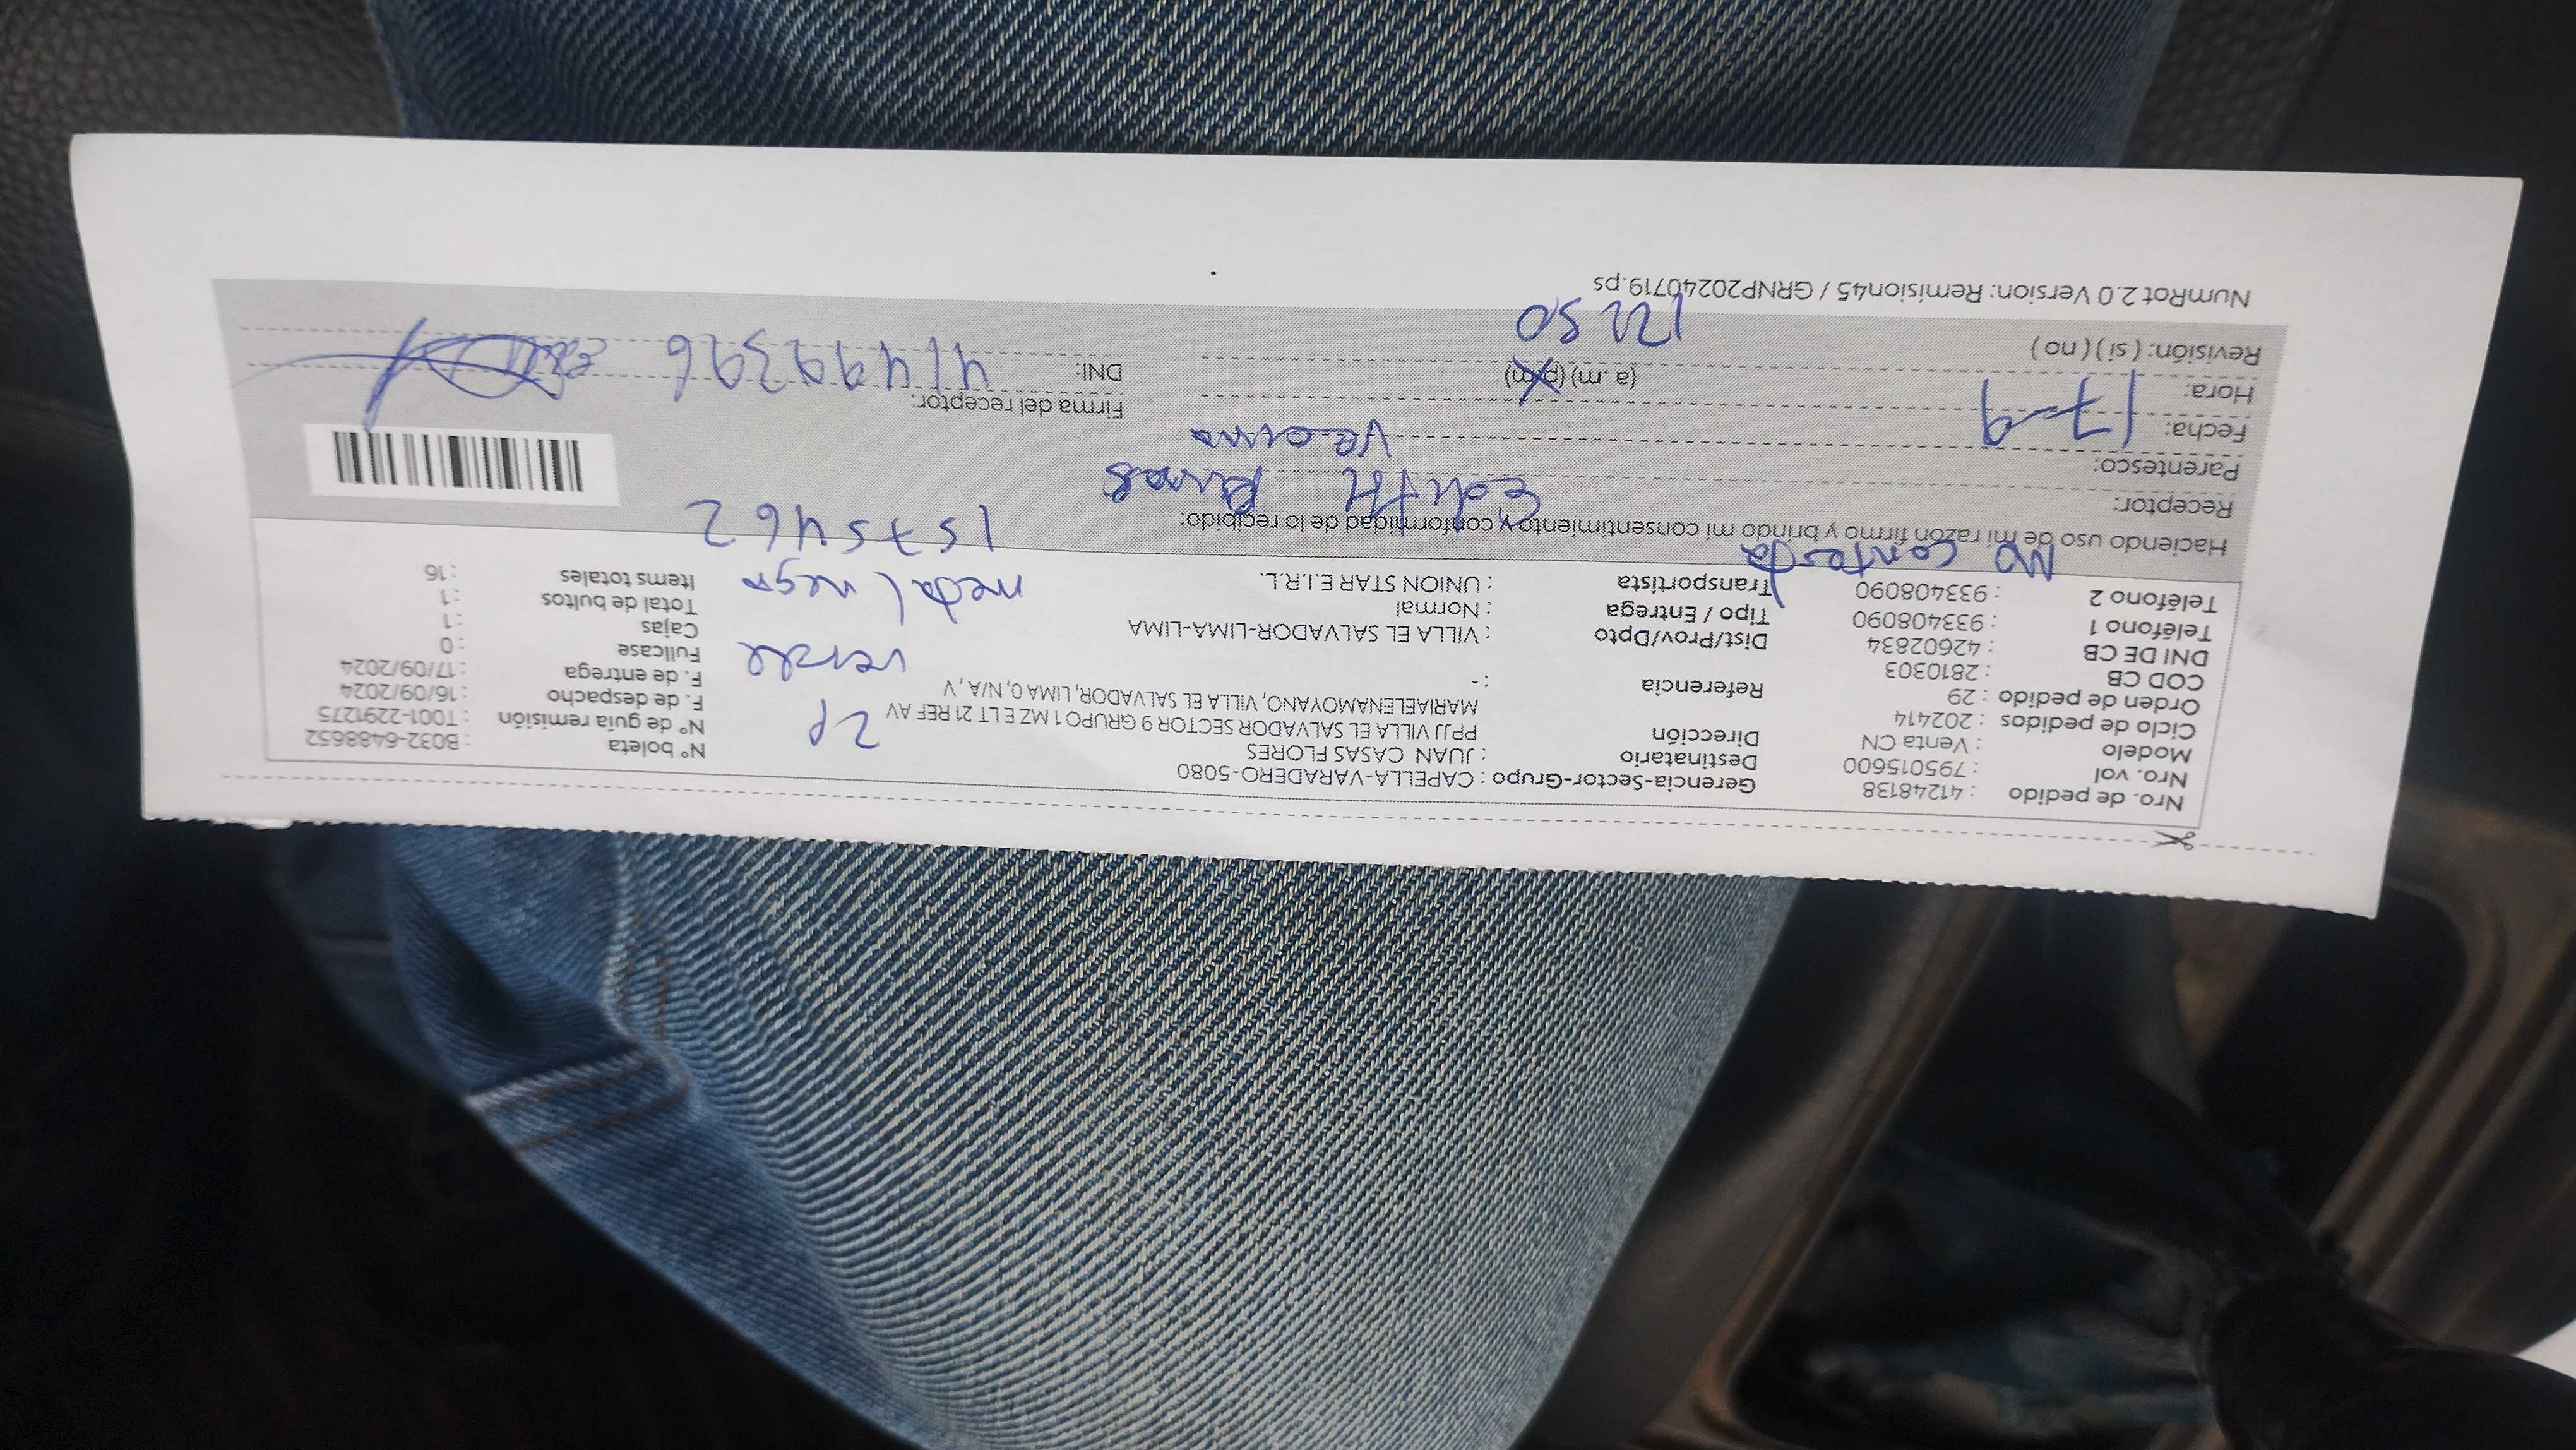 Nro. de pedido : 41248138 Gerencia-Sector-Grupo : CAPELLA-VARADERO-5080
Nro. vol : 795015600 Destinatario : JUAN CASAS FLORES Nº boleta : B032-6488652
Modelo : Venta CN Dirección PPJJ VILLA EL SALVADOR SECTOR 9 GRUPO 1 MZ E LT 21 REF AV Nº de guía remisión : T001-2291275
Ciclo de pedidos : 202414 MARIAELENAMOYANO, VILLA EL SALVADOR, LIMA 0, N/A, V F. de despacho : 16/09/2024
Orden de pedido : 29 Referencia : - F. de entrega : 17/09/2024
COD CB : 2810303 Fullcase : 0
DNI DE CB : 42602834 Dist/Prov/Dpto : VILLA EL SALVADOR-LIMA-LIMA Cajas : 1
Teléfono 1 : 933408090 Tipo / Entrega : Normal Total de bultos : 1
Teléfono 2 : 933408090 Transportista : UNION STAR E.I.R.L. Items totales : 16
2P
verde
metal negro
1575462
No contesta
Haciendo uso de mi razón firmo y brindo mi consentimiento y conformidad de lo recibido:
Receptor: Edith
Parentesco: vecina
Fecha: 17-9 Firma del receptor:
Hora: (a.m) (p.m) DNI: 41499396
Revisión: ( si ) ( no ) 1250
NumRot 2.0 Version: Remision45 / GRNP20240719.ps